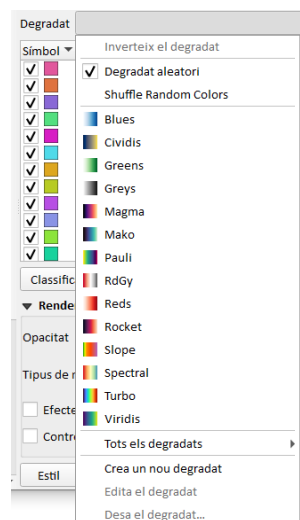 Degradat
Inverteix el degradat
Símbol
Degradat aleatori
Shuffle Random Colors
Blues
Cividis
Greens
Greys
Magma
Mako
Pauli
Classific
RdGy
Rende
Reds
Rocket
Opacitat
Slope
Spectral
Tipus de r
Turbo
Efecte
Viridis
Contro
Tots els degradats
Estil
Crea un nou degradat
Edita el degradat
Desa el degradat...